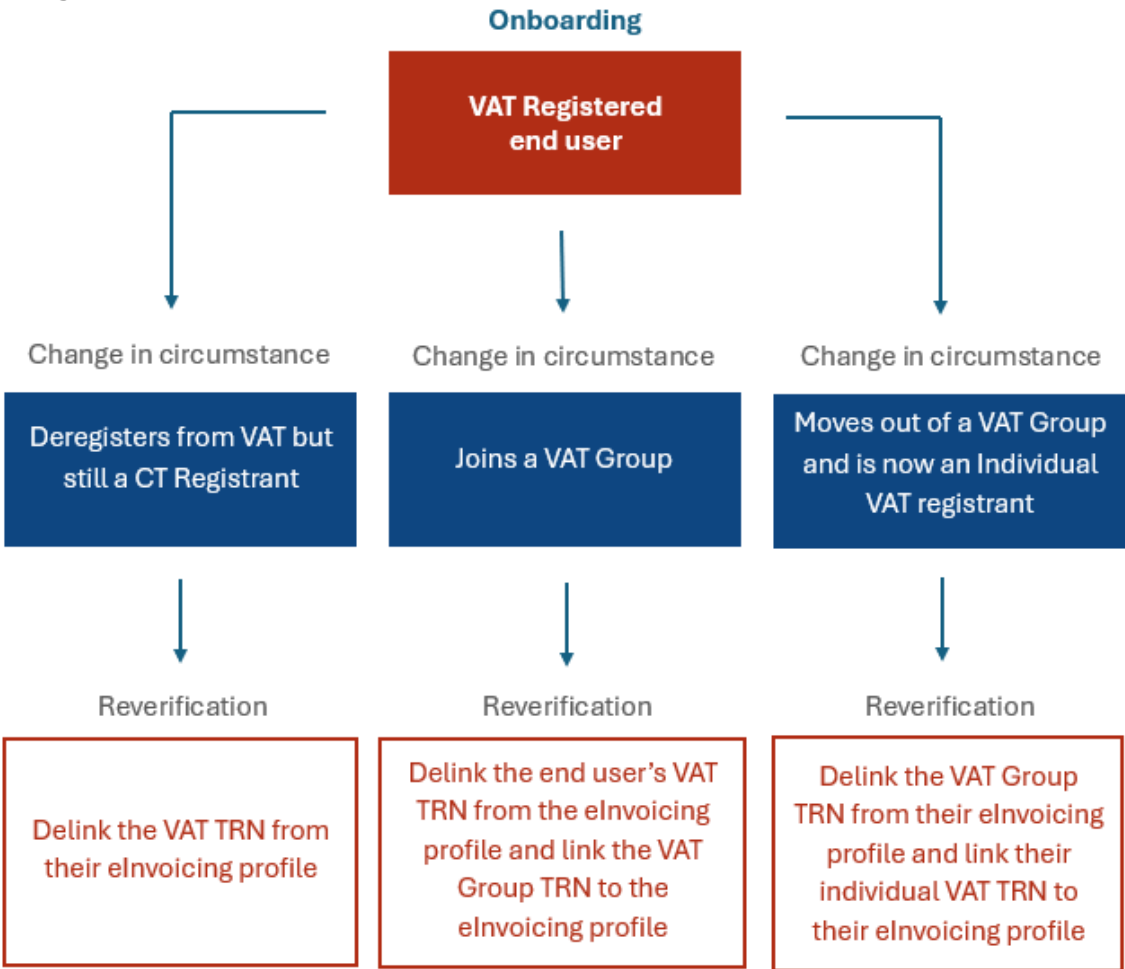 Onboarding
VAT Registered
end user
Change in circumstance
Change in circumstance
Change in circumstance
Deregisters from VAT but
still a CT Registrant
Joins a VAT Group
Moves out of a VAT Group
and is now an Individual
VAT registrant
Reverification
Reverification
Reverification
Delink the VAT TRN from
their eInvoicing profile
Delink the end user's VAT
TRN from the eInvoicing
profile and link the VAT
Group TRN to the
eInvoicing profile
Delink the VAT Group
TRN from their eInvoicing
profile and link their
individual VAT TRN to
their eInvoicing profile